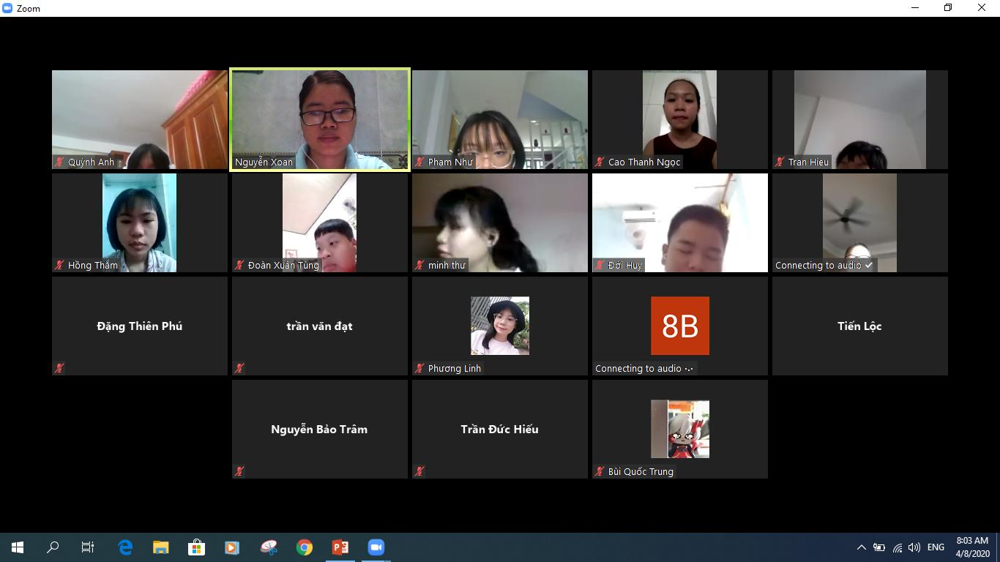 Zoom
Quỳnh Anh
Nguyễn Xoan
Phạm Như
Cao Thanh Ngọc
Tran Hieu
Hồng Thắm
Đoàn Xuân Tùng
minh thư
Đới Huy
Connecting to audio
Đặng Thiên Phú
trần văn đạt
Phương Linh
8B
Connecting to audio
Tiến Lộc
Nguyễn Bảo Trâm
Trần Đức Hiếu
Bùi Quốc Trung
ENG
8:03 AM
4/8/2020